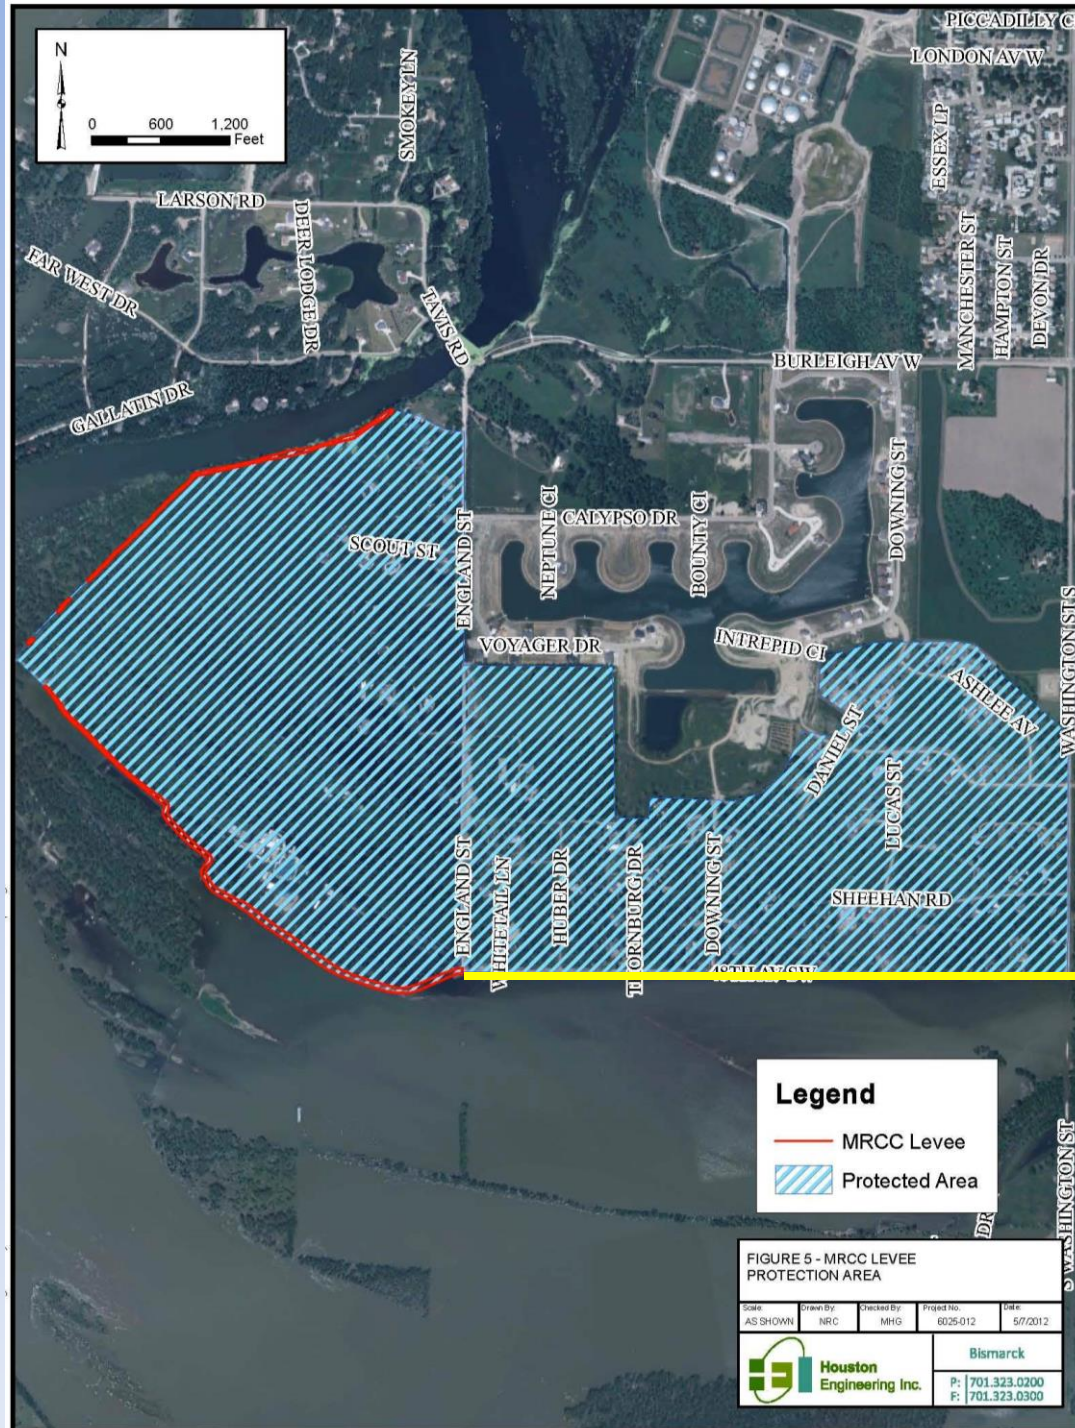 PICCADILLY C
LONDON AV W
N
0 600 1,200
Feet
SMOKEY LN
ESSEX LP
LARSON RD
DEER LODGE DR
MANCHESTER ST
HAMPTON ST
DEVON DR
FAR WEST DR
TAVIS RD
BURLEIGH AV W
GALLATIN DR
DOWNING ST
CALYPSO DR
NEPTUNE CI
BOUNTY CI
SCOUT ST
ENGLAND ST
VOYAGER DR
INTREPID CI
WASHINGTON ST S
ASHLEE AV
DANIEL ST
LUCAS ST
ENGLAND ST
WHITETAIL LN
HUBER DR
THORNBURG DR
DOWNING ST
SHEEHAN RD
48TH AV SW
Legend
MRCC Levee
Protected Area
DR
S WASHINGTON ST
FIGURE 5 - MRCC LEVEE
PROTECTION AREA
Scale: Drawn By: Checked By: Project No. Date:
AS SHOWN NRC MHG 6025-012 5/7/2012
Houston
Engineering Inc.
Bismarck
P: 701.323.0200
F: 701.323.0300